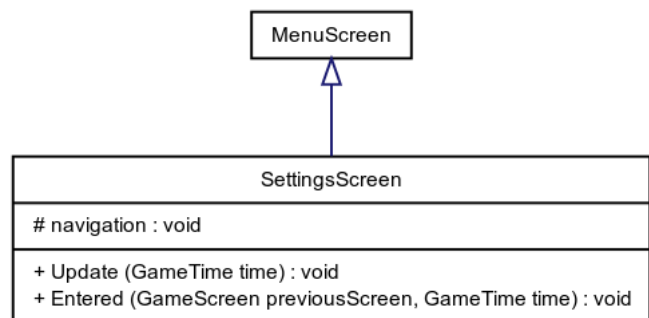 MenuScreen
SettingsScreen
# navigation : void
+ Update (GameTime time) : void
+ Entered (GameScreen previousScreen, GameTime time) : void